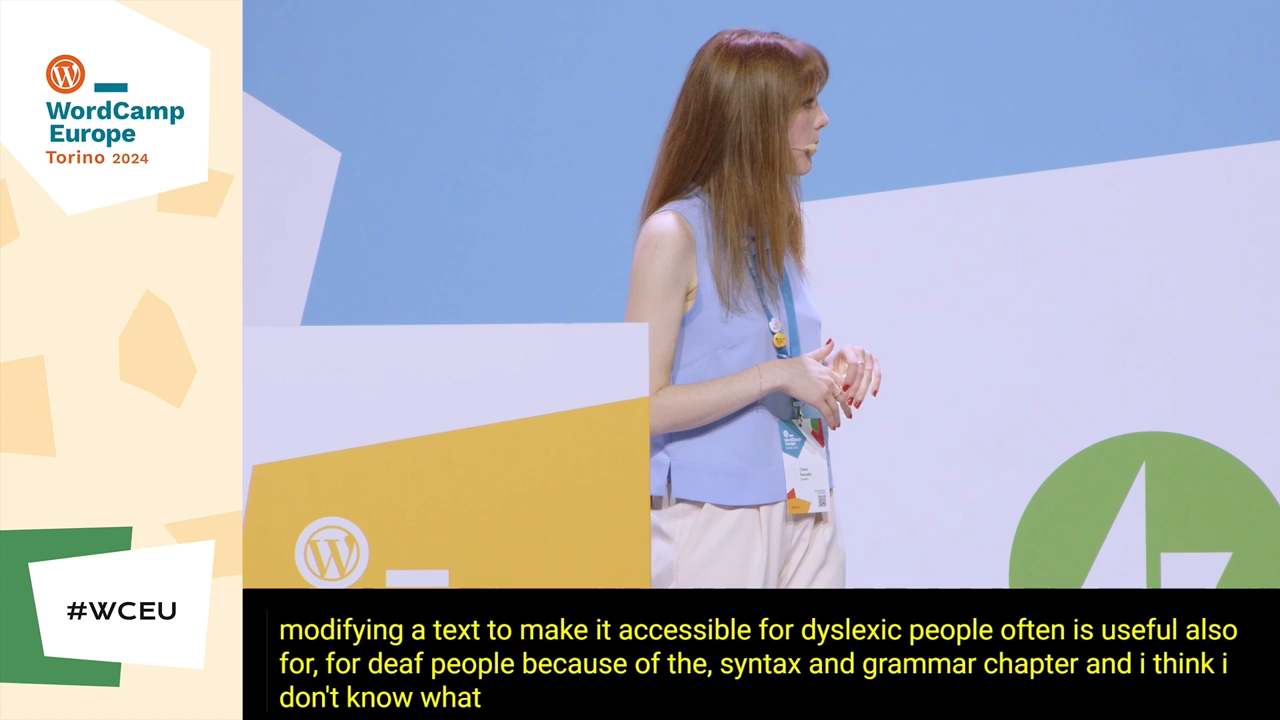 WordCamp
Europe
Torino 2024
#WCEU
modifying a text to make it accessible for dyslexic people often is useful also
for, for deaf people because of the, syntax and grammar chapter and i think i
don't know what